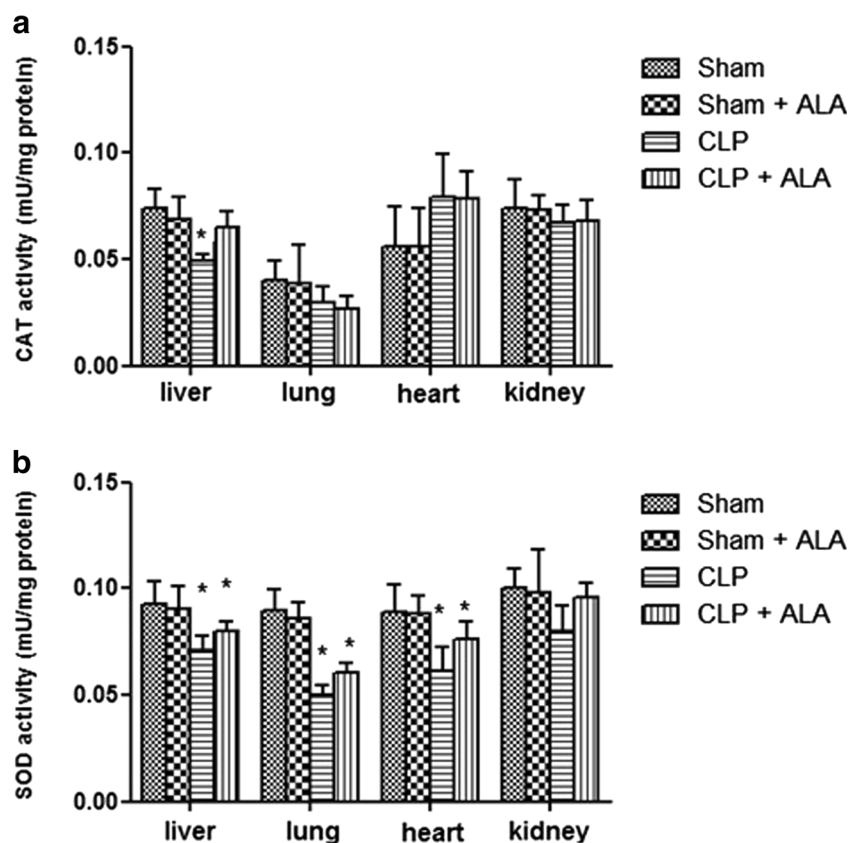 a
CAT activity (mU/mg protein)
0.15
0.10
0.05
0.00
*
liver lung heart kidney
Sham
Sham + ALA
CLP
CLP + ALA
b
SOD activity (mU/mg protein)
0.15
0.10
0.05
0.00
* * * * * *
liver lung heart kidney
Sham
Sham + ALA
CLP
CLP + ALA